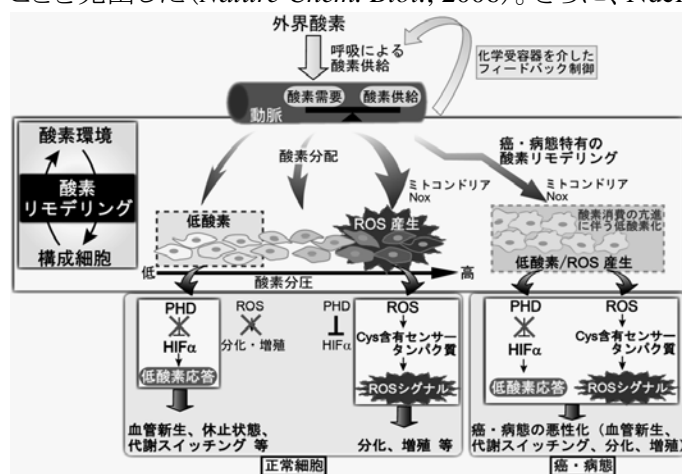 ことを見出した(Nature Chem. Biol., 2008)。さらに、
外界酸素
呼吸による
酸素供給
化学受容器を介した
フィードバック制御
酸素需要
酸素供給
動脈
酸素環境
酸素
リモデリング
構成細胞
酸素分配
癌・病態特有の
酸素リモデリング
ミトコンドリア
Nox
ミトコンドリア
Nox
低酸素
ROS 産生
酸素消費の亢進
に伴う低酸素化
低酸素/ROS 産生
低
酸素分圧
高
PHD
HIFα
低酸素応答
ROS
分化・増殖
PHD
HIFα
ROS
Cys含有センサー
タンパク質
ROSシグナル
PHD
HIFα
低酸素応答
ROS
Cys含有センサー
タンパク質
ROSシグナル
血管新生、休止状態、
代謝スイッチング 等
分化、増殖 等
癌・病態の悪性化（血管新生、
代謝スイッチング、分化、増殖）
正常細胞
癌・病態